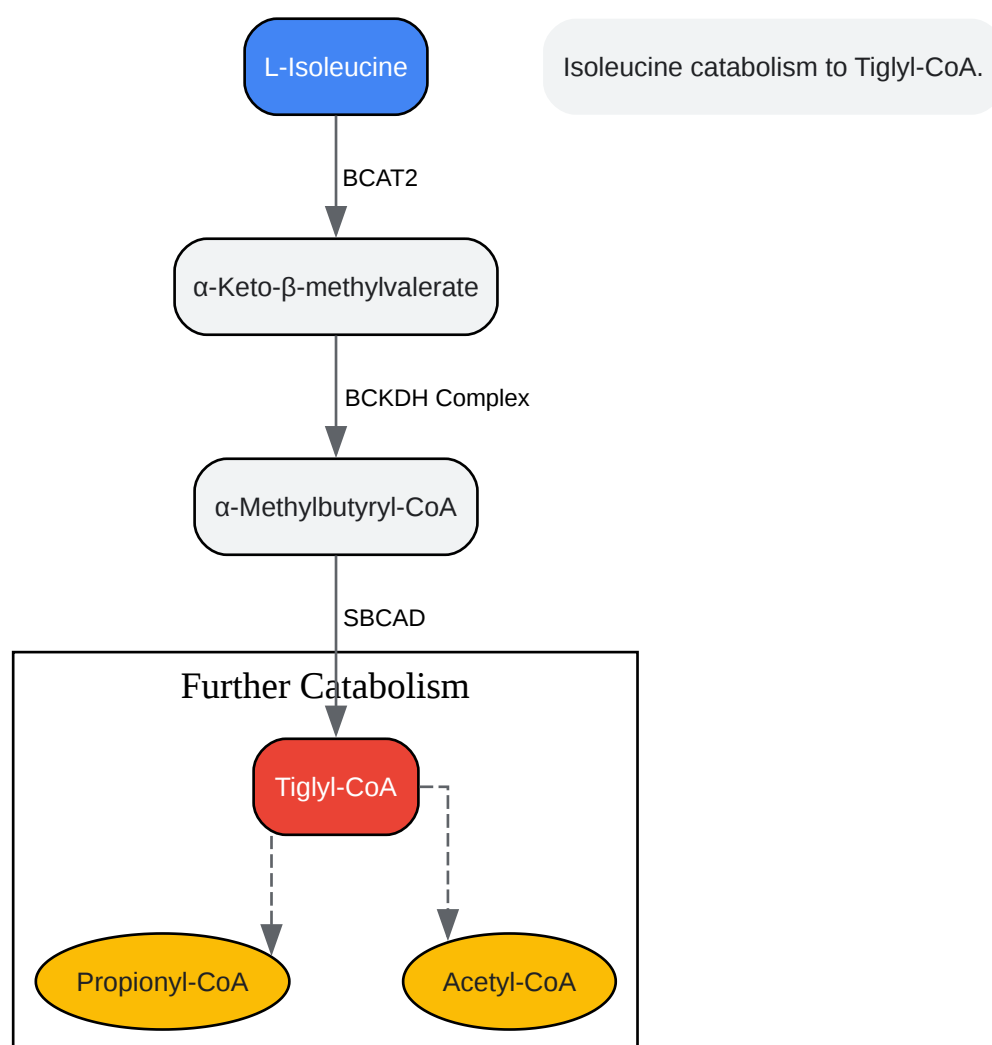 L-Isoleucine
Isoleucine catabolism to Tiglyl-CoA.
BCAT2
α-Keto-β-methylvalerate
BCKDH Complex
α-Methylbutyryl-CoA
SBCAD
Further Catabolism
Tiglyl-CoA
Propionyl-CoA
Acetyl-CoA